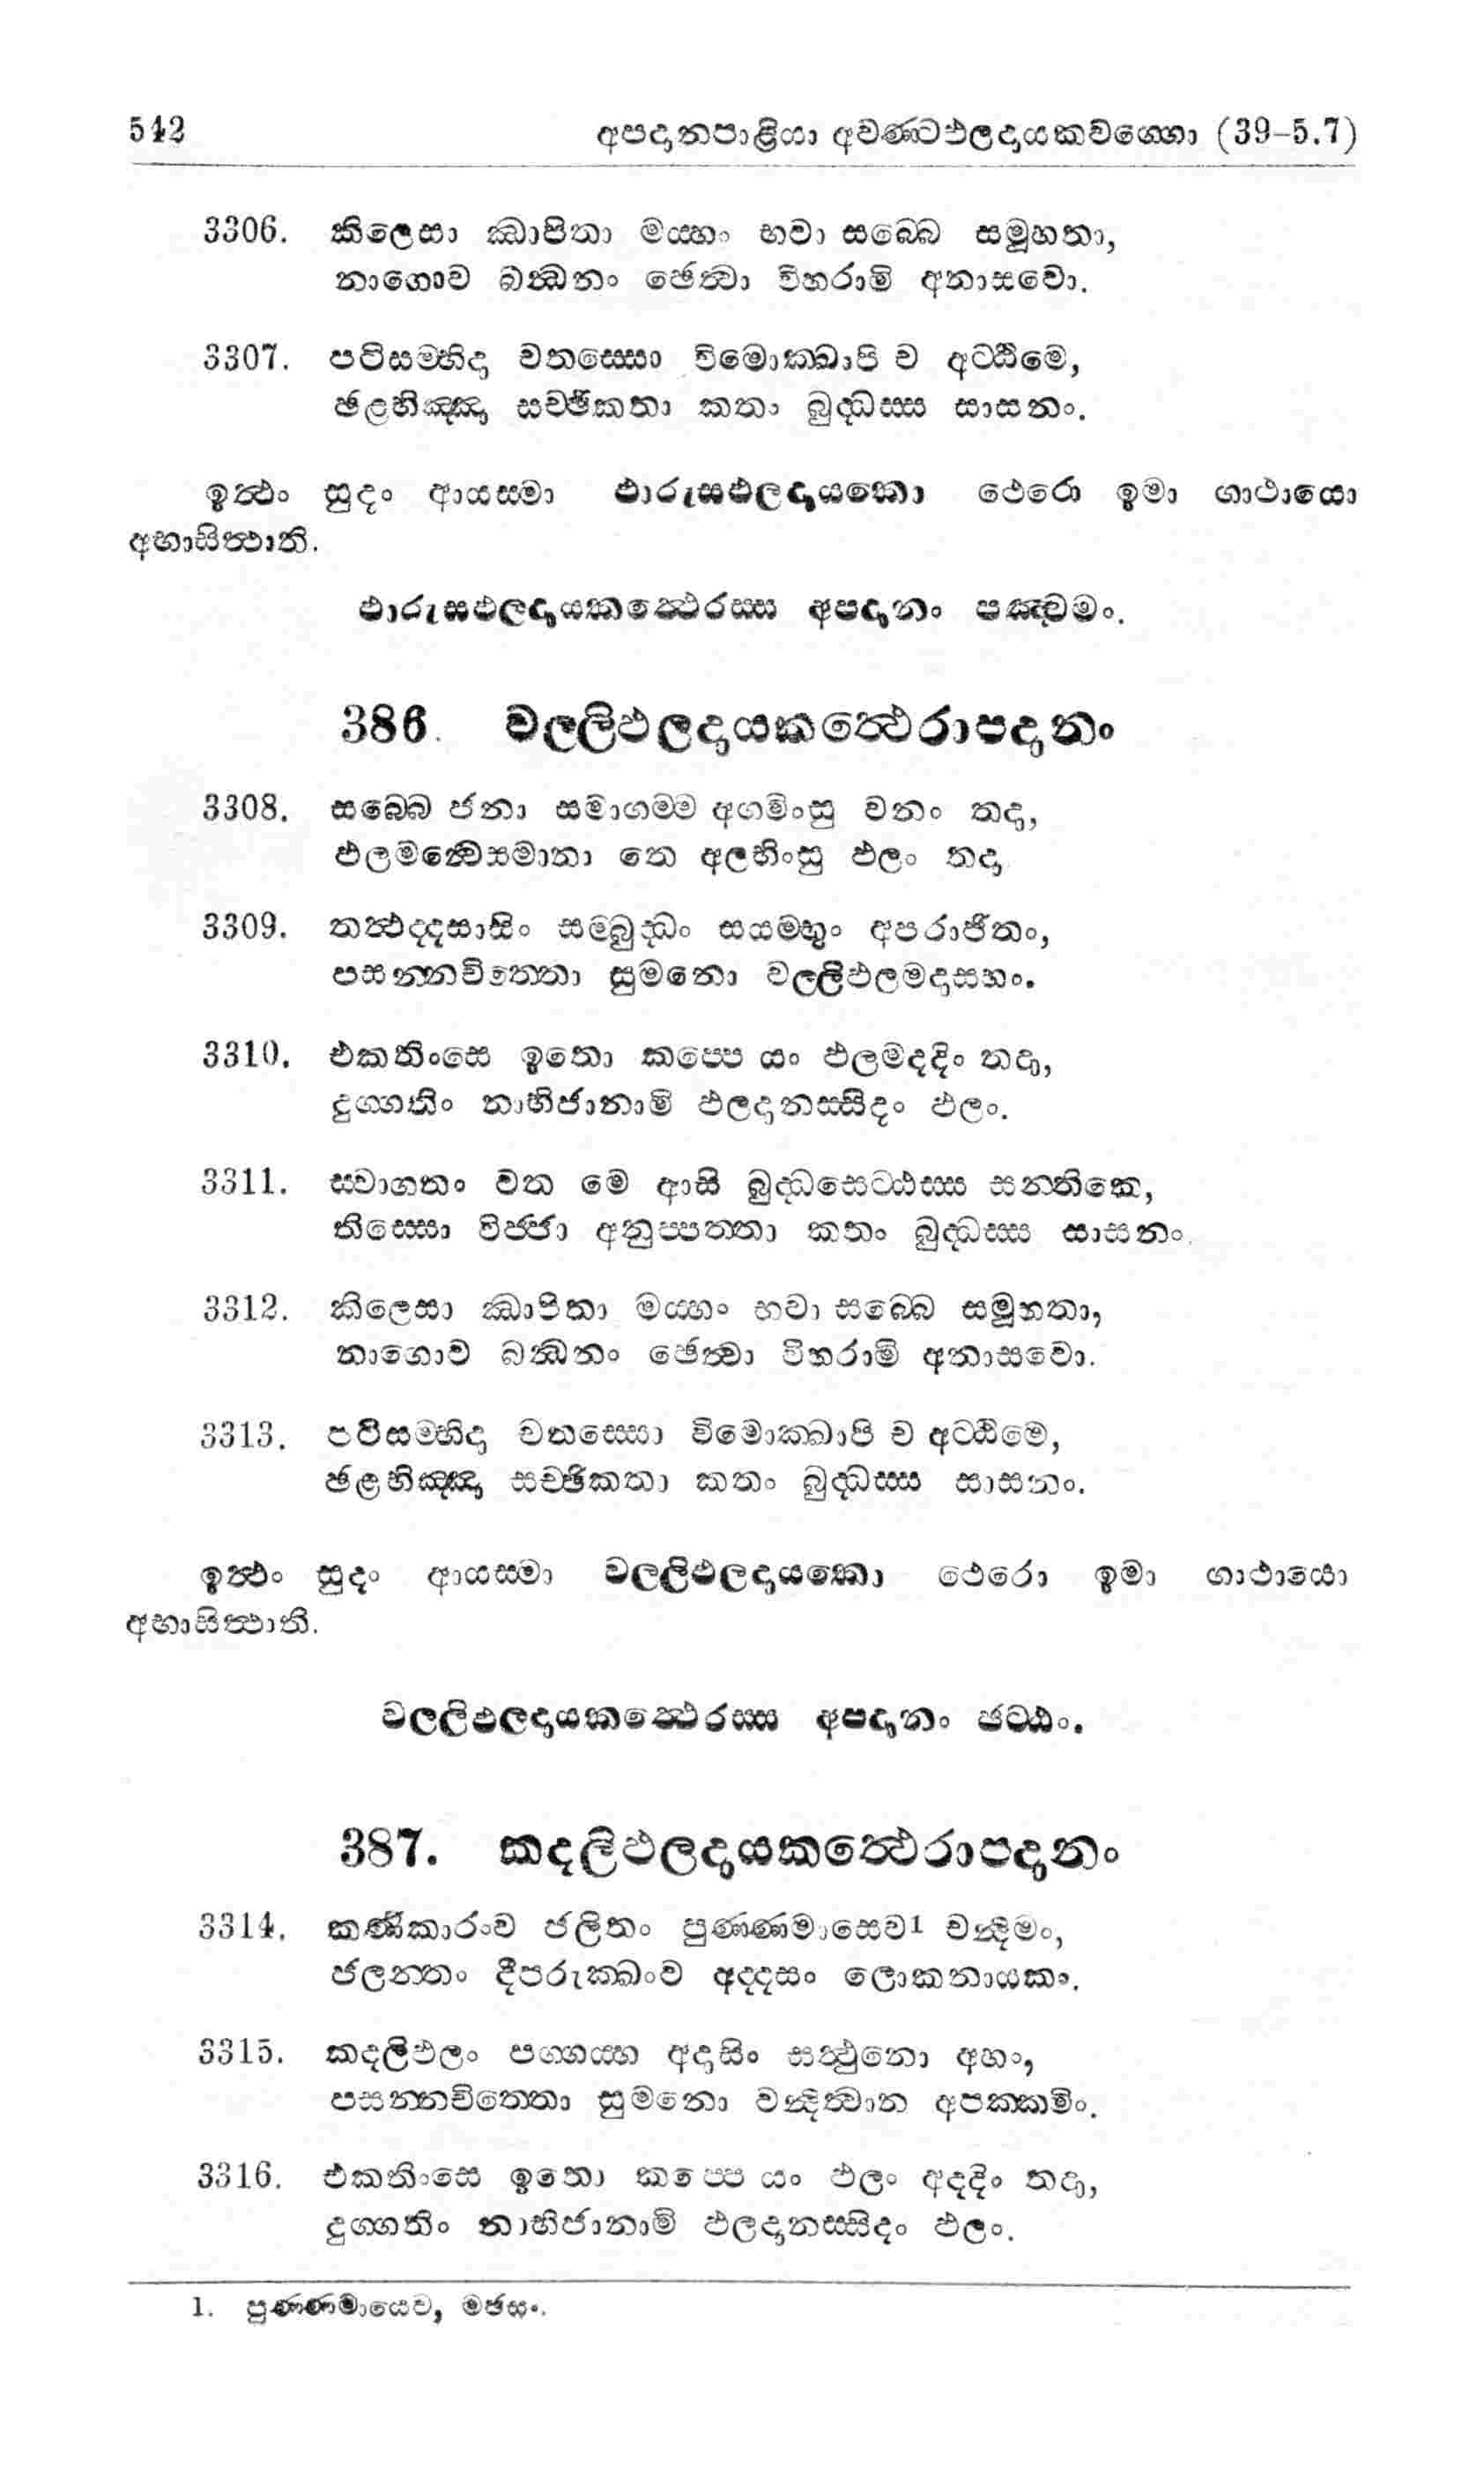 542 අපදානපාළියා අවණ්ටඵලදායකවග්ගො (39-5.7)
3306. කිලෙසා ඣාපිතා මය්හං භවා සබ්බෙ සමූහතා,
නාගොව බන්ධනං ඡෙත්වා විහරාමි අනාසවො.
3307. පටිසම්භිදා චතස්සො විමොක්ඛාපි ච අට්ඨිමෙ,
ඡළභිඤ්ඤා සච්ඡිකතා කතං බුද්ධස්ස සාසනං.
ඉත්ථං සුදං ආයස්මා ඵාරුසඵලදායකො ථෙරො ඉමා ගාථායො
අභාසිත්ථාති.
ඵාරුසඵලදායකත්ථෙරස්ස අපදානං පඤ්චමං.
386. වල්ලිඵලදායකත්ථෙරාපදානං
3308. සබ්බෙ ජනා සමාගම්ම අගමිංසු වනං තදා,
ඵලමන්වෙසමානා තෙ අලභිංසු ඵලං තදා
3309. තත්ථද්දසාසිං සම්බුද්ධං සයම්භුං අපරාජිතං,
පසන්නචිත්තො සුමනො වල්ලිඵලමදාසහං.
3310. එකතිංසෙ ඉතො කප්පෙ යං ඵලමදදිං තදා,
දුග්ගතිං නාභිජානාමි ඵලදානස්සිදං ඵලං.
3311. ස්වාගතං වත මෙ ආසි බුද්ධසෙට්ඨස්ස සන්තිකෙ,
තිස්සො විජ්ජා අනුප්පත්තා කතං බුද්ධස්ස සාසනං.
3312. කිලෙසා ඣාපිතා මය්හං භවා සබ්බෙ සමූහතා,
නාගොව බන්ධනං ඡෙත්වා විහරාමි අනාසවො.
3313. පටිසම්භිදා චතස්සො විමොක්ඛාපි ච අට්ඨිමෙ,
ඡළභිඤ්ඤා සච්ඡිකතා කතං බුද්ධස්ස සාසනං.
ඉත්ථං සුදං ආයස්මා වල්ලිඵලදායකො ථෙරො ඉමා ගාථායො
අභාසිත්ථාති.
වල්ලිඵලදායකත්ථෙරස්ස අපදානං ඡට්ඨං.
387. කදලිඵලදායකත්ථෙරාපදානං
3314. කණිකාරංව ජලිතං පුණ්ණමාසෙව1 චන්දිමං,
ජලන්තං දීපරුක්ඛංව අද්දසං ලොකනායකං.
3315. කදලිඵලං පග්ගය්හ අදාසිං සත්ථුනො අහං,
පසන්නචිත්තො සුමනො වන්දිත්වාන අපක්කමිං.
3316. එකතිංසෙ ඉතො කප්පෙ යං ඵලං අදදිං තදා,
දුග්ගතිං නාභිජානාමි ඵලදානස්සිදං ඵලං.
1. පුණ්ණමායෙව, මජසං.